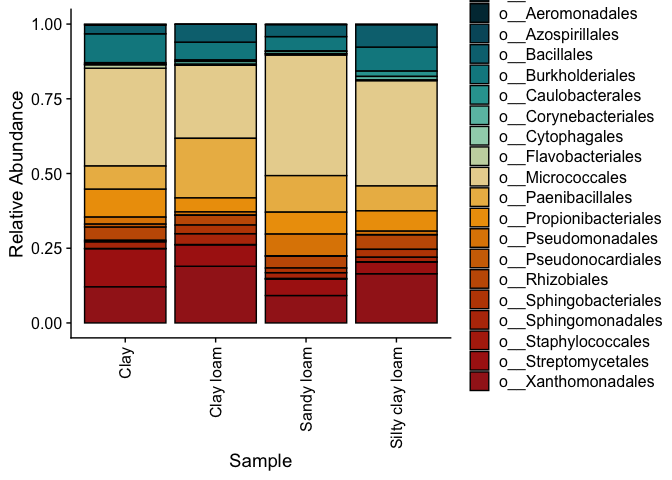 1.00
0.75
0.50
0.25
0.00
Relative Abundance
Clay
Clay loam
Sandy loam
Silty clay loam
Sample
o__Aeromonadales
o__Azospirillales
o__Bacillales
o__Burkholderiales
o__Caulobacterales
o__Corynebacteriales
o__Cytophagales
o__Flavobacteriales
o__Micrococcales
o__Paenibacillales
o__Propionibacteriales
o__Pseudomonadales
o__Pseudonocardiales
o__Rhizobiales
o__Sphingobacteriales
o__Sphingomonadales
o__Staphylococcales
o__Streptomycetales
o__Xanthomonadales